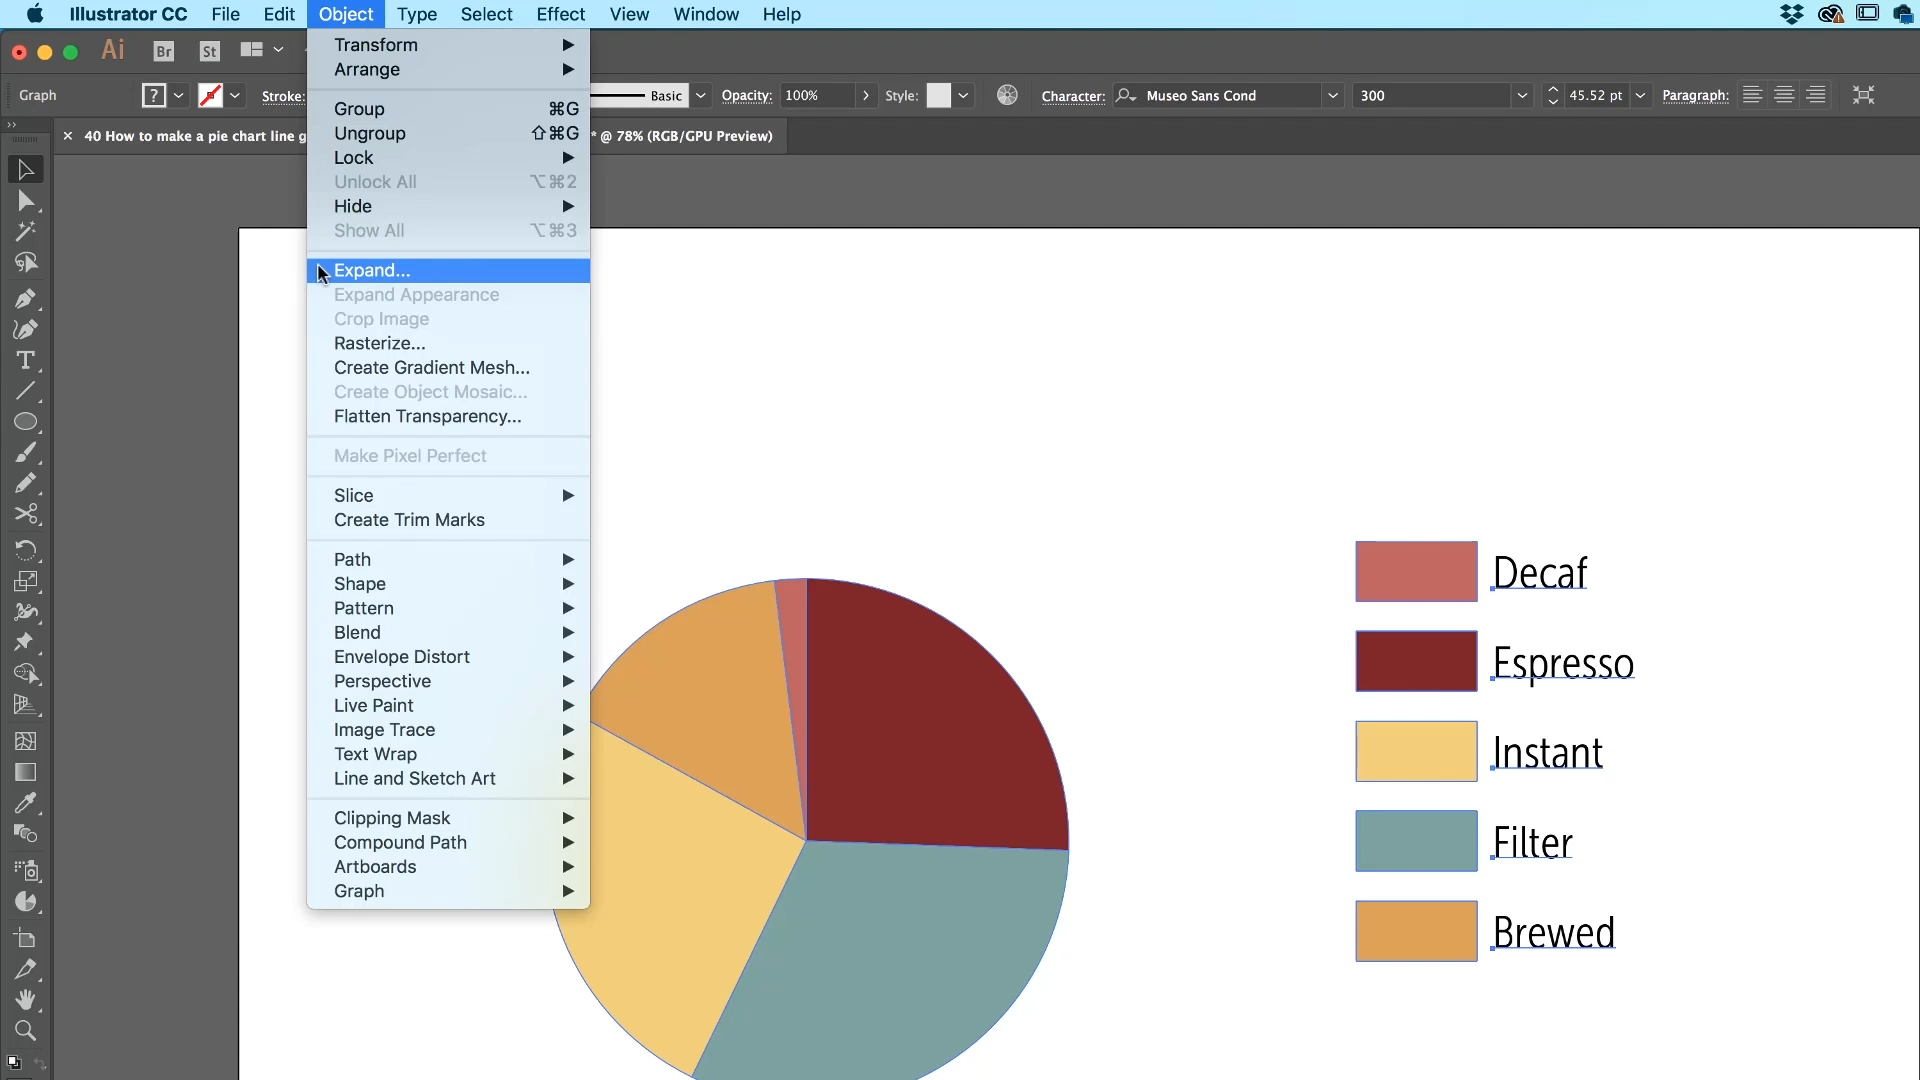 Illustrator CC File Edit Object Type Select Effect View Window Help
Ai Br St
Graph ? Stroke: Basic Opacity: 100% Style: Character: Museo Sans Cond 300 45.52 pt Paragraph:
40 How to make a pie chart line g * @ 78% (RGB/GPU Preview)
Transform
Arrange
Group ⌘G
Ungroup ⇧⌘G
Lock
Unlock All ⌥⌘2
Hide
Show All ⌥⌘3
Expand...
Expand Appearance
Crop Image
Rasterize...
Create Gradient Mesh...
Create Object Mosaic...
Flatten Transparency...
Make Pixel Perfect
Slice
Create Trim Marks
Path
Shape
Pattern
Blend
Envelope Distort
Perspective
Live Paint
Image Trace
Text Wrap
Line and Sketch Art
Clipping Mask
Compound Path
Artboards
Graph
Decaf
Espresso
Instant
Filter
Brewed